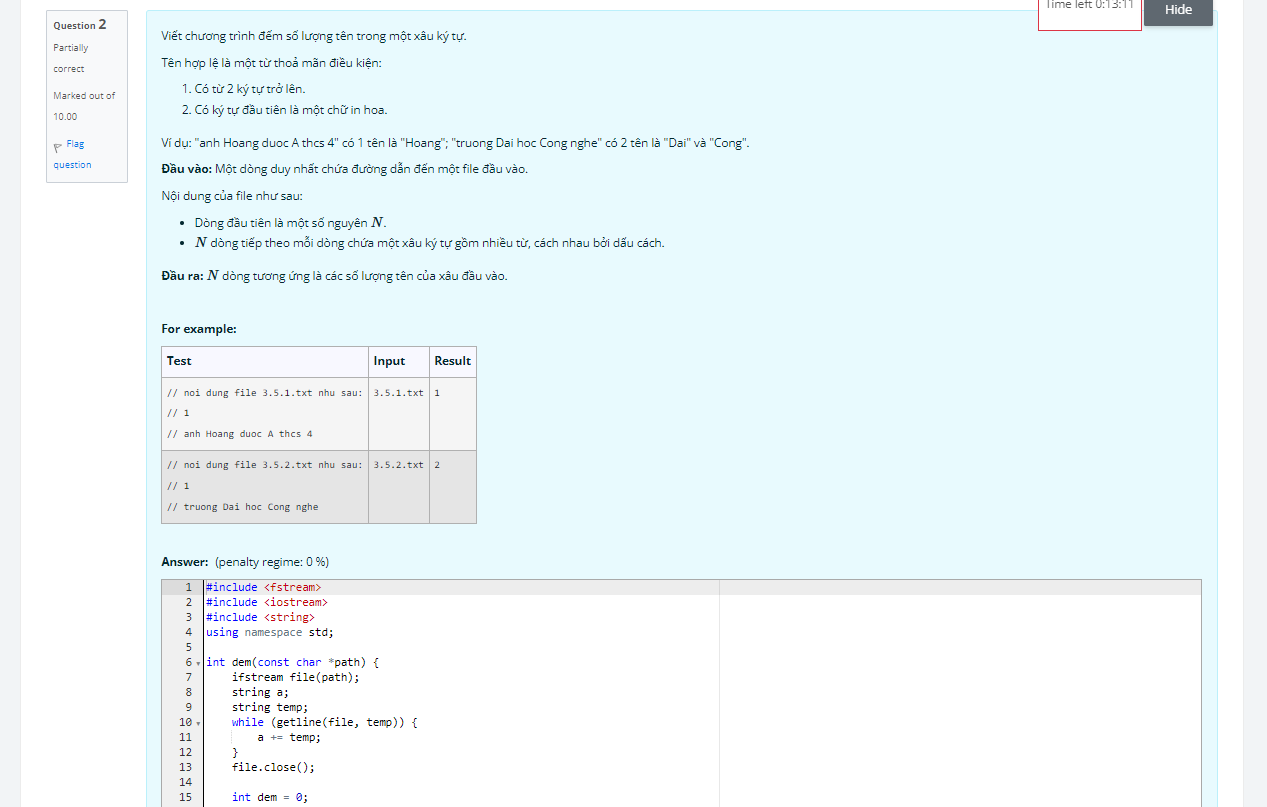 Time left 0:13:11
Hide
Question 2
Partially
correct
Marked out of
10.00
Flag
question
Viết chương trình đếm số lượng tên trong một xâu ký tự.
Tên hợp lệ là một từ thoả mãn điều kiện:
1. Có từ 2 ký tự trở lên.
2. Có ký tự đầu tiên là một chữ in hoa.
Ví dụ: "anh Hoang duoc A thcs 4" có 1 tên là "Hoang"; "truong Dai hoc Cong nghe" có 2 tên là "Dai" và "Cong".
Đầu vào: Một dòng duy nhất chứa đường dẫn đến một file đầu vào.
Nội dung của file như sau:
• Dòng đầu tiên là một số nguyên N.
• N dòng tiếp theo mỗi dòng chứa một xâu ký tự gồm nhiều từ, cách nhau bởi dấu cách.
Đầu ra: N dòng tương ứng là các số lượng tên của xâu đầu vào.
For example:
Test Input Result
// noi dung file 3.5.1.txt nhu sau: 3.5.1.txt 1
// 1
// anh Hoang duoc A thcs 4
// noi dung file 3.5.2.txt nhu sau: 3.5.2.txt 2
// 1
// truong Dai hoc Cong nghe
Answer: (penalty regime: 0 %)
1 #include <fstream>
2 #include <iostream>
3 #include <string>
4 using namespace std;
5
6 int dem(const char *path) {
7     ifstream file(path);
8     string a;
9     string temp;
10     while (getline(file, temp)) {
11         a += temp;
12     }
13     file.close();
14
15     int dem = 0;